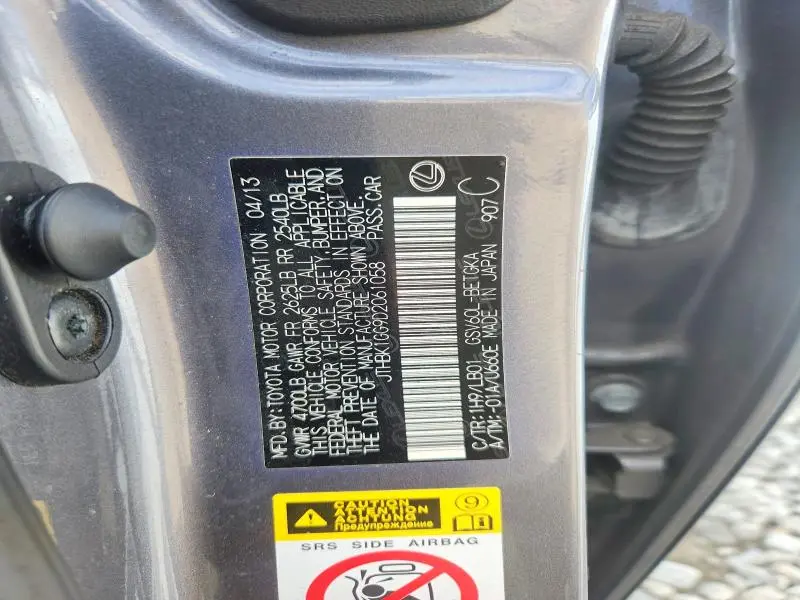 MFD. BY: TOYOTA MOTOR CORPORATION 04/13
GVWR 4700LB GAWR FR 2625LB RR 2540LB
THIS VEHICLE CONFORMS TO ALL APPLICABLE
FEDERAL MOTOR VEHICLE SAFETY, BUMPER, AND
THEFT PREVENTION STANDARDS IN EFFECT ON
THE DATE OF MANUFACTURE SHOWN ABOVE.
JTHBK1GG9D2061058 PASS. CAR
C/TR: 1H9/LB01 GSV60L-BETGKA
A/TM:-01A/U660E MADE IN JAPAN 907 C
CAUTION
ATTENTION
ACHTUNG
Предупреждение
9
SRS SIDE AIRBAG